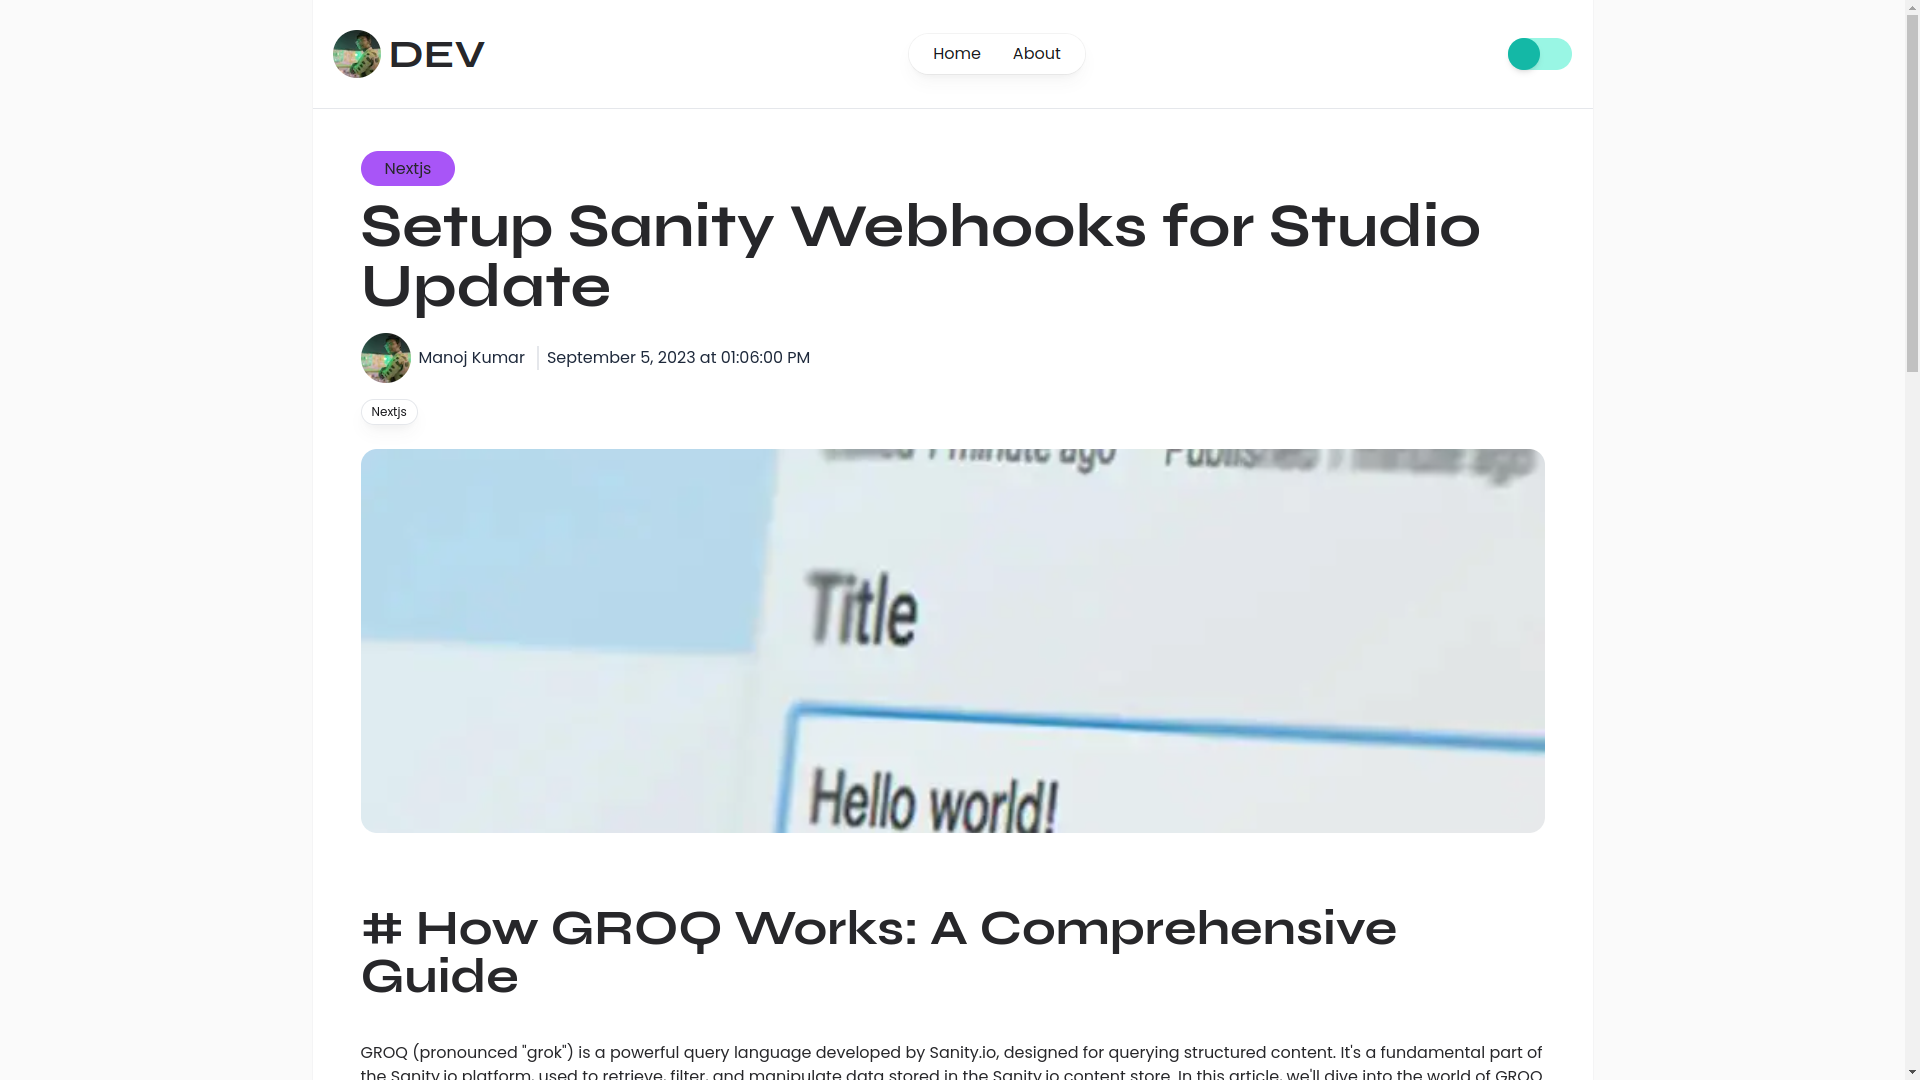 DEV
Home
About
Nextjs
Setup Sanity Webhooks for Studio
Update
Manoj Kumar
September 5, 2023 at 01:06:00 PM
Nextjs
1 minute ago
Published 1 minute ago
Title
Hello world!
# How GROQ Works: A Comprehensive
Guide
GROQ (pronounced "grok") is a powerful query language developed by Sanity.io, designed for querying structured content. It's a fundamental part of
the Sanity.io platform, used to retrieve, filter, and manipulate data stored in the Sanity.io content store. In this article, we'll dive into the world of GROQ